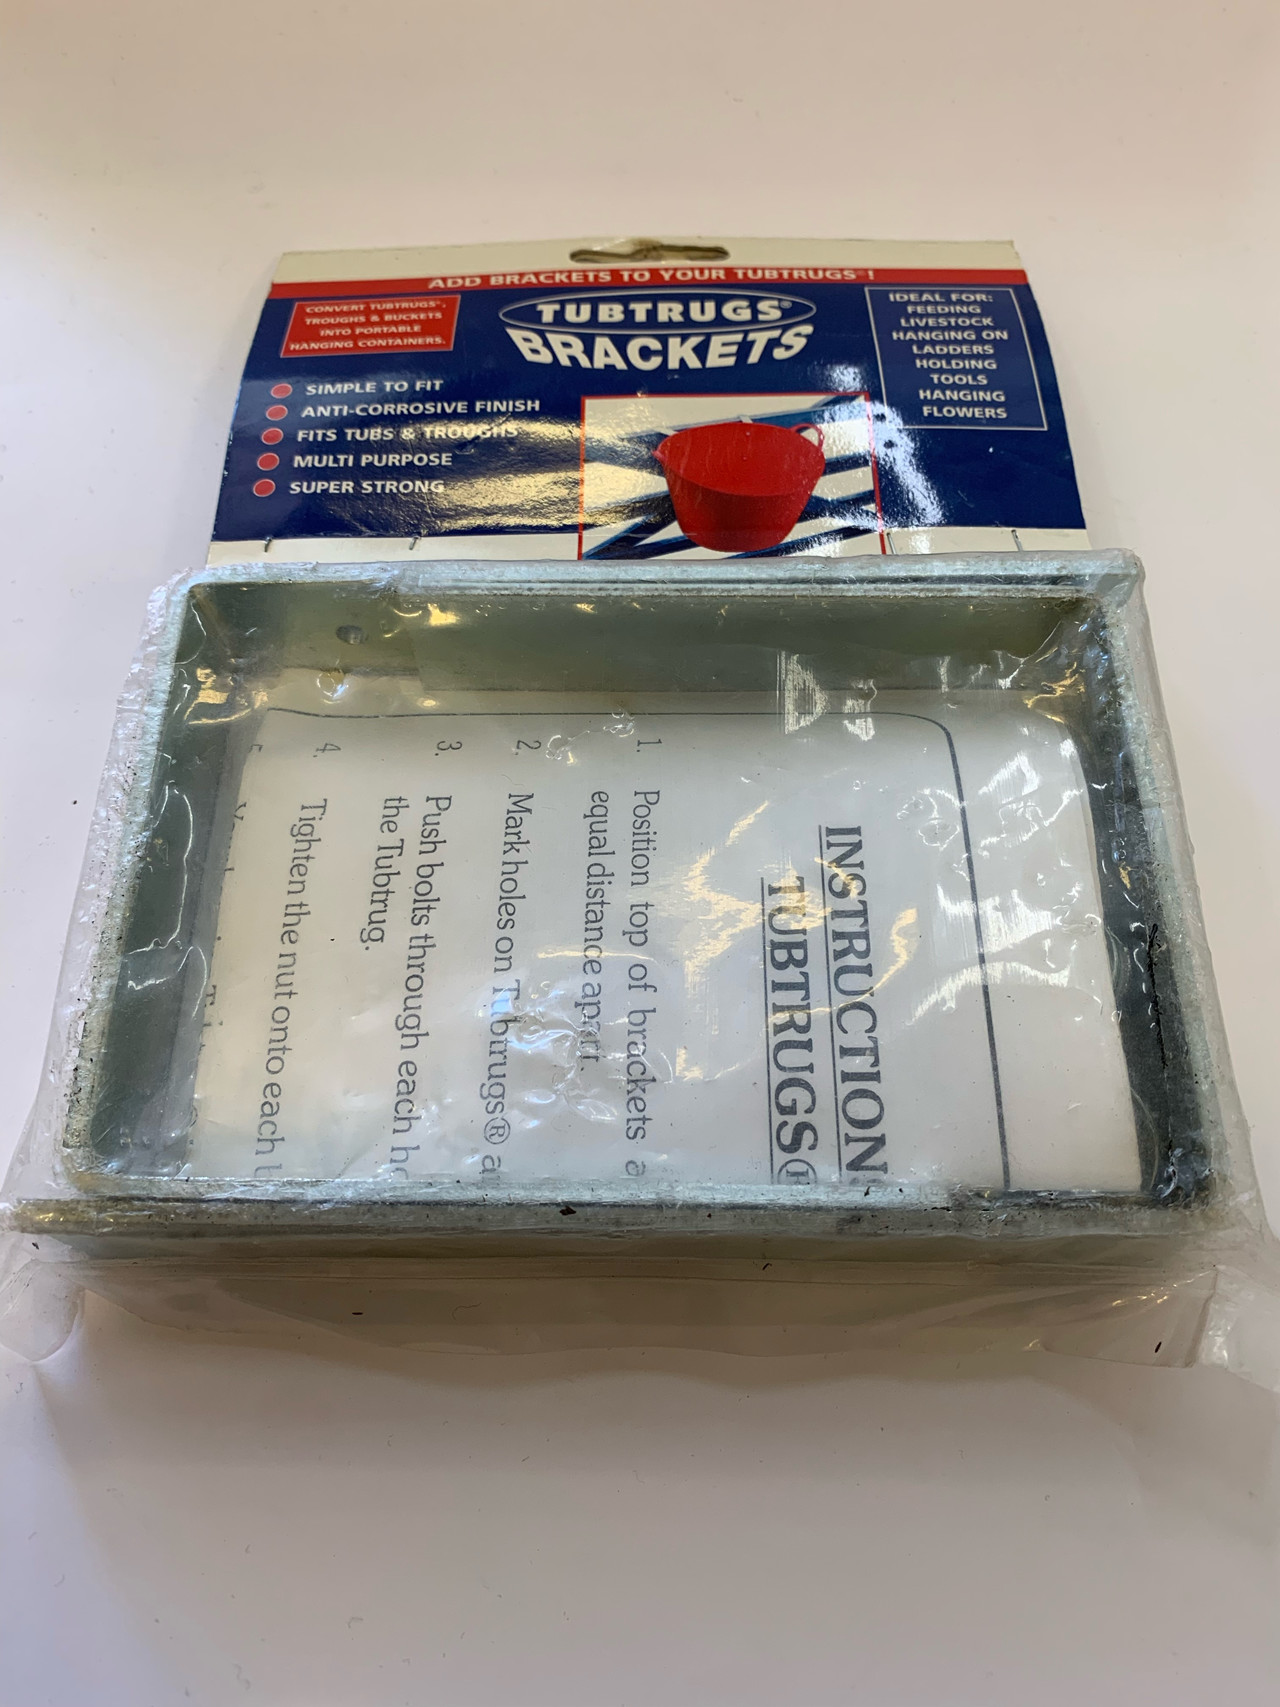 ADD BRACKETS TO YOUR TUBTRUGS® !
CONVERT TUBTRUGS®,
TROUGHS & BUCKETS
INTO PORTABLE
HANGING CONTAINERS.
TUBTRUGS®
BRACKETS
IDEAL FOR:
FEEDING
LIVESTOCK
HANGING ON
LADDERS
HOLDING
TOOLS
HANGING
FLOWERS
SIMPLE TO FIT
ANTI-CORROSIVE FINISH
FITS TUBS & TROUGHS
MULTI PURPOSE
SUPER STRONG
INSTRUCTION
TUBTRUGS®
1. Position top of brackets
equal distance apart.
2. Mark holes on Tubtrugs®
3. Push bolts through each
the Tubtrug.
4. Tighten the nut onto each